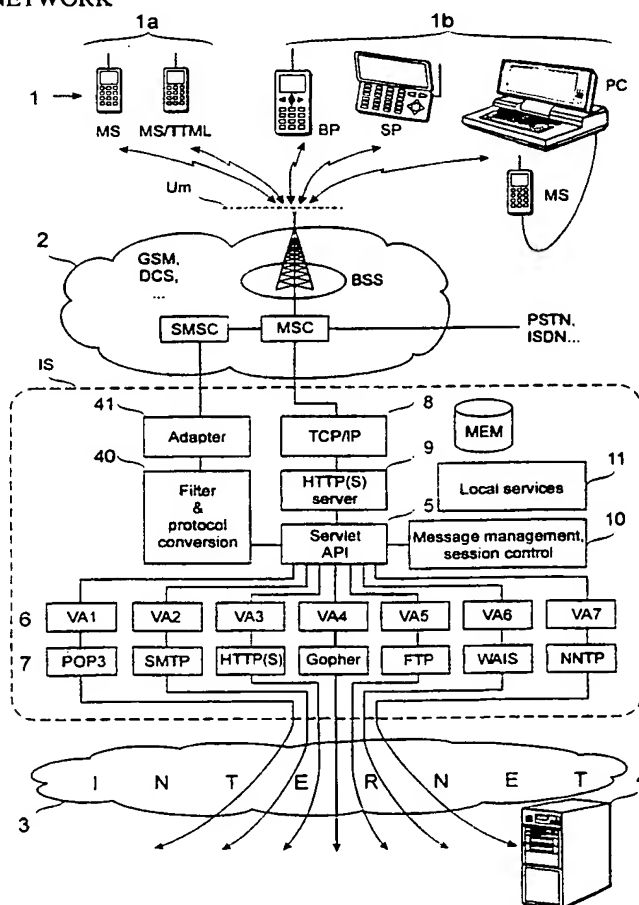 NETWORK
1a
1b
1
MS
MS/TTML
BP
SP
PC
MS
Um
2
GSM,
DCS,
...
BSS
SMSC
MSC
PSTN,
ISDN...
IS
41
8
Adapter
TCP/IP
MEM
40
9
11
Filter
&
protocol
conversion
HTTP(S)
server
Local services
5
10
Servlet
API
Message management,
session control
6
VA1
VA2
VA3
VA4
VA5
VA6
VA7
7
POP3
SMTP
HTTP(S)
Gopher
FTP
WAIS
NNTP
I N T E R N E T
3